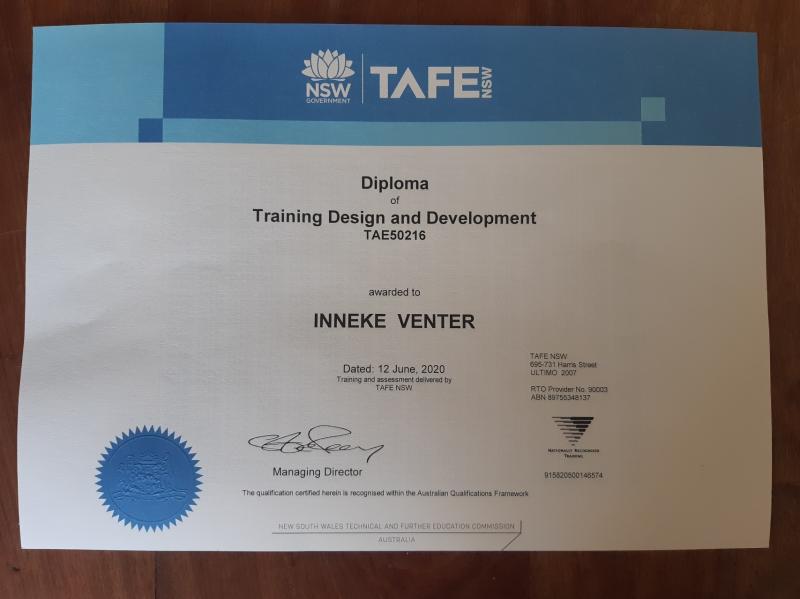 NSW
GOVERNMENT
TAFE NSW
Diploma
of
Training Design and Development
TAE50216
awarded to
INNEKE VENTER
Dated: 12 June, 2020
Training and assessment delivered by
TAFE NSW
TAFE NSW
695-731 Harris Street
ULTIMO 2007
RTO Provider No. 90003
ABN 89755348137
NATIONALLY RECOGNISED
TRAINING
915820500146574
Managing Director
The qualification certified herein is recognised within the Australian Qualifications Framework
NEW SOUTH WALES TECHNICAL AND FURTHER EDUCATION COMMISSION
AUSTRALIA